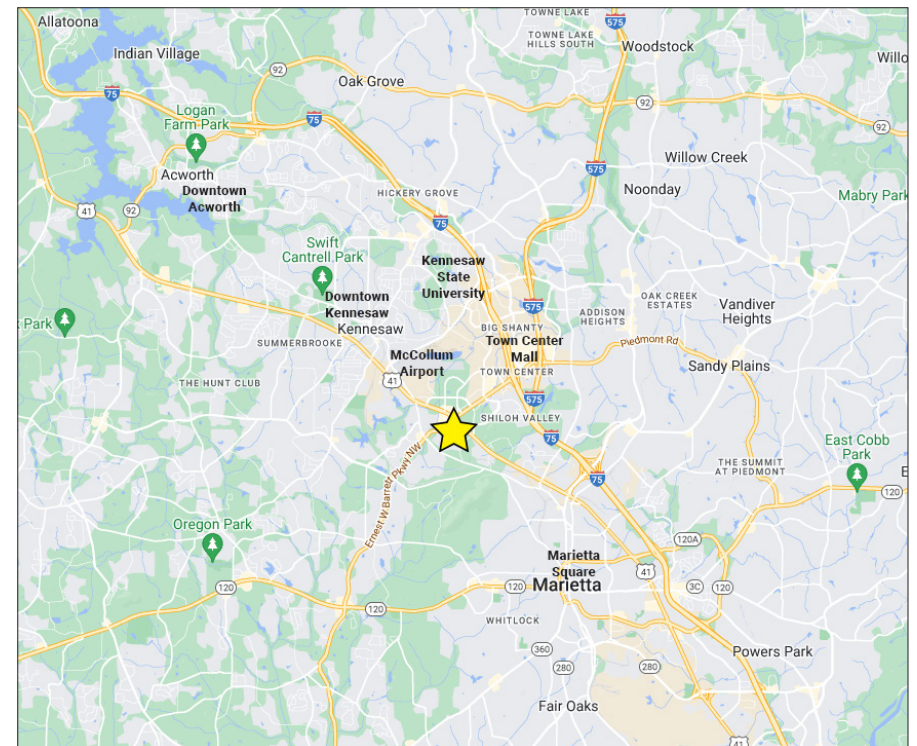 Allatoona
TOWNE LAKE
575
TOWNE LAKE
HILLS SOUTH
Woodstock
Indian Village
Willo
92
Oak Grove
75
92
Logan
Farm Park
75
92
Acworth
Willow Creek
575
Downtown
Acworth
HICKERY GROVE
Noonday
Mabry Park
41
92
75
Swift
Cantrell Park
Kennesaw
State
University
Downtown
Kennesaw
Kennesaw
OAK CREEK
ESTATES
575
Vandiver
Heights
ADDISON
HEIGHTS
Park
BIG SHANTY
SUMMERBROOKE
Town Center
Mall
Piedmont Rd
McCollum
Airport
TOWN CENTER
Sandy Plains
THE HUNT CLUB
41
575
SHILOH VALLEY
75
East Cobb
Park
Ernest W Barrett Pkwy NW
THE SUMMIT
AT PIEDMONT
E
75
120
Oregon Park
120A
Marietta
Square
41
Marietta
120
120
3C
120
120
WHITLOCK
360
280
280
Powers Park
Fair Oaks
41